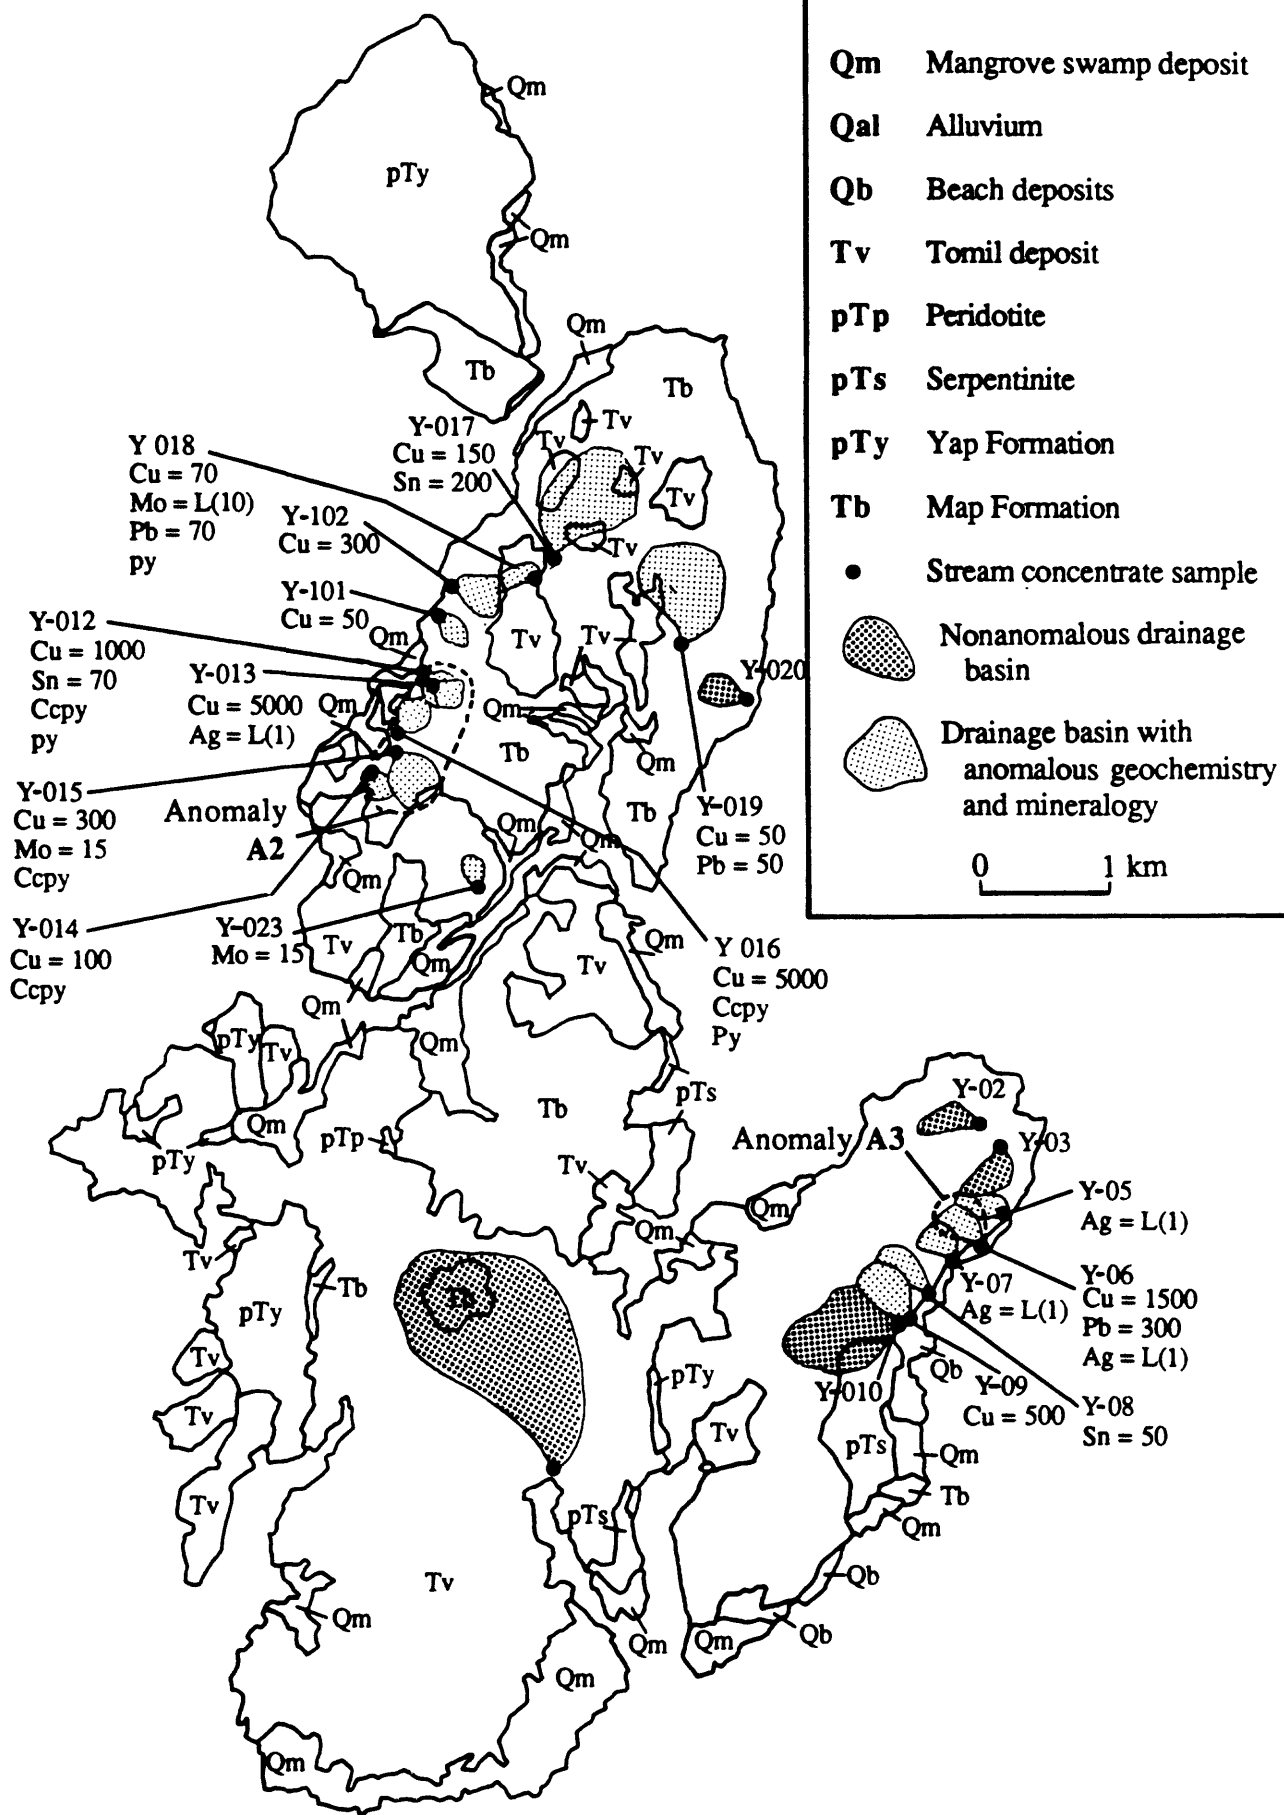 Qm Mangrove swamp deposit
Qal Alluvium
Qb Beach deposits
Tv Tomil deposit
pTp Peridotite
pTs Serpentinite
pTy Yap Formation
Tb Map Formation
Stream concentrate sample
Nonanomalous drainage
basin
Drainage basin with
anomalous geochemistry
and mineralogy
0 1 km
Qm
pTy
Qm
Qm
Tb
Tb
Tv
Y-017
Cu = 150
Sn = 200
Tv
Tv
Tv
Tv
Y 018
Cu = 70
Mo = L(10)
Pb = 70
py
Y-102
Cu = 300
Y-101
Cu = 50
Qm
Tv
Tv
Y-012
Cu = 1000
Sn = 70
Ccpy
py
Y-013
Cu = 5000
Ag = L(1)
Qm
Y-020
Qm
Tb
Qm
Y-015
Cu = 300
Mo = 15
Ccpy
Anomaly
A2
Tb
Y-019
Cu = 50
Pb = 50
Qm
Qm
Qm
Y-014
Cu = 100
Ccpy
Y-023
Mo = 15
Tv
Tb
Qm
Tv
Qm
Y 016
Cu = 5000
Ccpy
Py
Qm
pTy
Tv
Qm
pTs
Tb
Qm
pTp
pTy
Tv
Qm
Qm
Anomaly A3
Y-02
Y-03
Y-05
Ag = L(1)
Y-06
Cu = 1500
Pb = 300
Ag = L(1)
Y-07
Ag = L(1)
Tv
Tb
Tb
pTy
Tv
Tv
Tv
pTy
Tv
Y-010
Qb
Y-09
Cu = 500
Y-08
Sn = 50
pTs
Qm
Tb
Qm
pTs
Tv
Qm
Qb
Qm
Qm
Qb
Qm
Qm